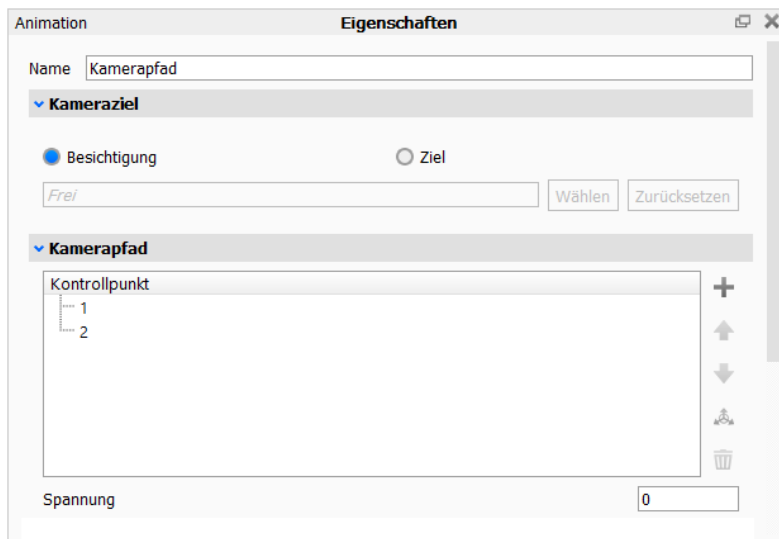 Animation Eigenschaften
Name Kamerapfad
Kameraziel
Besichtigung Ziel
Frei Wählen Zurücksetzen
Kamerapfad
Kontrollpunkt
1
2
Spannung 0